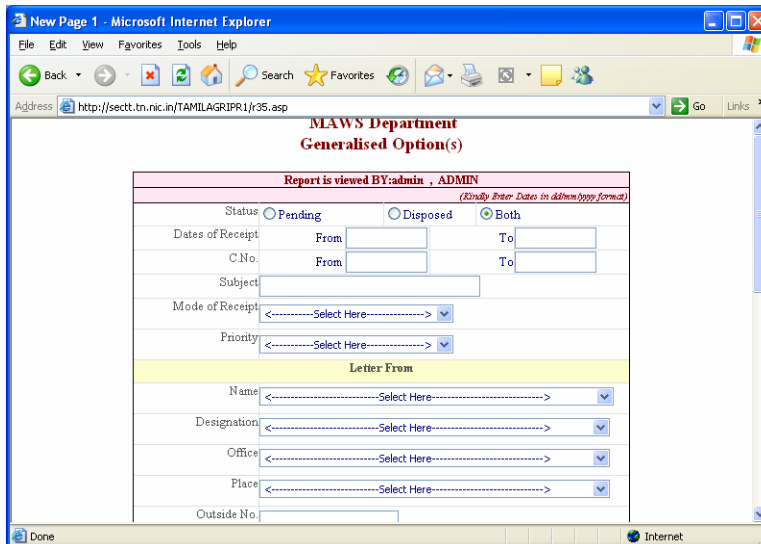 New Page 1 - Microsoft Internet Explorer
File Edit View Favorites Tools Help
Back Search Favorites
Address http://sectt.tn.nic.in/TAMILAGRIPR1/r35.asp Go Links
MAWS Department
Generalised Option(s)
Report is viewed BY:admin , ADMIN
(Kindly Enter Dates in dd/mm/yyyy format)
Status Pending Disposed Both
Dates of Receipt From To
C.No. From To
Subject
Mode of Receipt <-----------Select Here--------------->
Priority <-----------Select Here--------------->
Letter From
Name <----------------------------Select Here----------------------------->
Designation <----------------------------Select Here----------------------------->
Office <----------------------------Select Here----------------------------->
Place <----------------------------Select Here----------------------------->
Outside No.
Done Internet